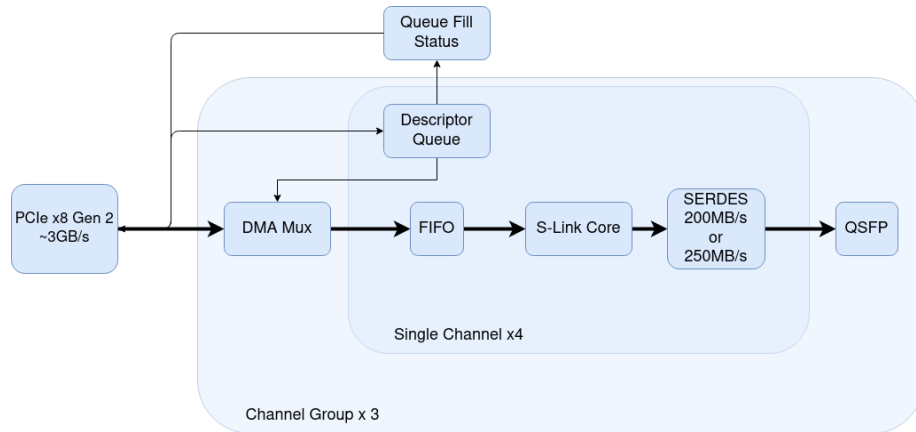 Queue Fill
Status
Descriptor
Queue
PCIe x8 Gen 2
~3GB/s
DMA Mux
FIFO
S-Link Core
SERDES
200MB/s
or
250MB/s
QSFP
Single Channel x4
Channel Group x 3